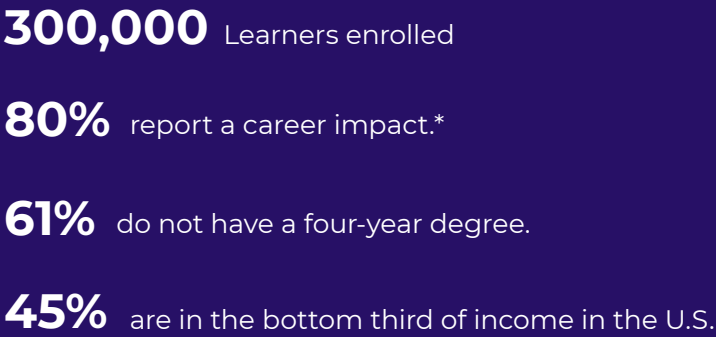 300,000 Learners enrolled
80% report a career impact.*
61% do not have a four-year degree.
45% are in the bottom third of income in the U.S.